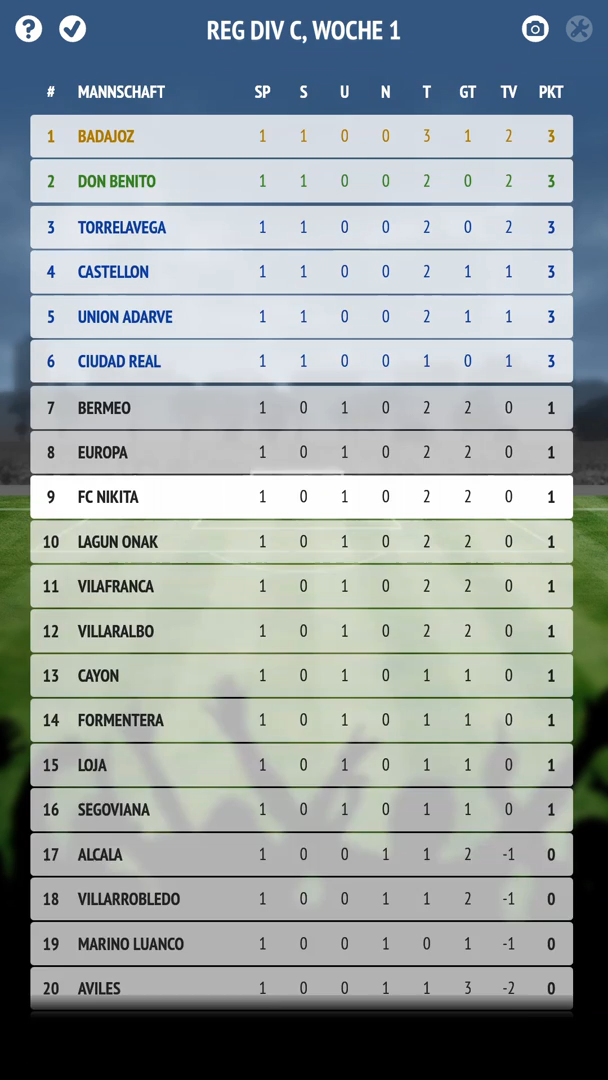 REG DIV C, WOCHE 1
# MANNSCHAFT SP S U N T GT TV PKT
1 BADAJOZ 1 1 0 0 3 1 2 3
2 DON BENITO 1 1 0 0 2 0 2 3
3 TORRELAVEGA 1 1 0 0 2 0 2 3
4 CASTELLON 1 1 0 0 2 1 1 3
5 UNION ADARVE 1 1 0 0 2 1 1 3
6 CIUDAD REAL 1 1 0 0 1 0 1 3
7 BERMEO 1 0 1 0 2 2 0 1
8 EUROPA 1 0 1 0 2 2 0 1
9 FC NIKITA 1 0 1 0 2 2 0 1
10 LAGUN ONAK 1 0 1 0 2 2 0 1
11 VILAFRANCA 1 0 1 0 2 2 0 1
12 VILLARALBO 1 0 1 0 2 2 0 1
13 CAYON 1 0 1 0 1 1 0 1
14 FORMENTERA 1 0 1 0 1 1 0 1
15 LOJA 1 0 1 0 1 1 0 1
16 SEGOVIANA 1 0 1 0 1 1 0 1
17 ALCALA 1 0 0 1 1 2 -1 0
18 VILLARROBLEDO 1 0 0 1 1 2 -1 0
19 MARINO LUANCO 1 0 0 1 0 1 -1 0
20 AVILES 1 0 0 1 1 3 -2 0